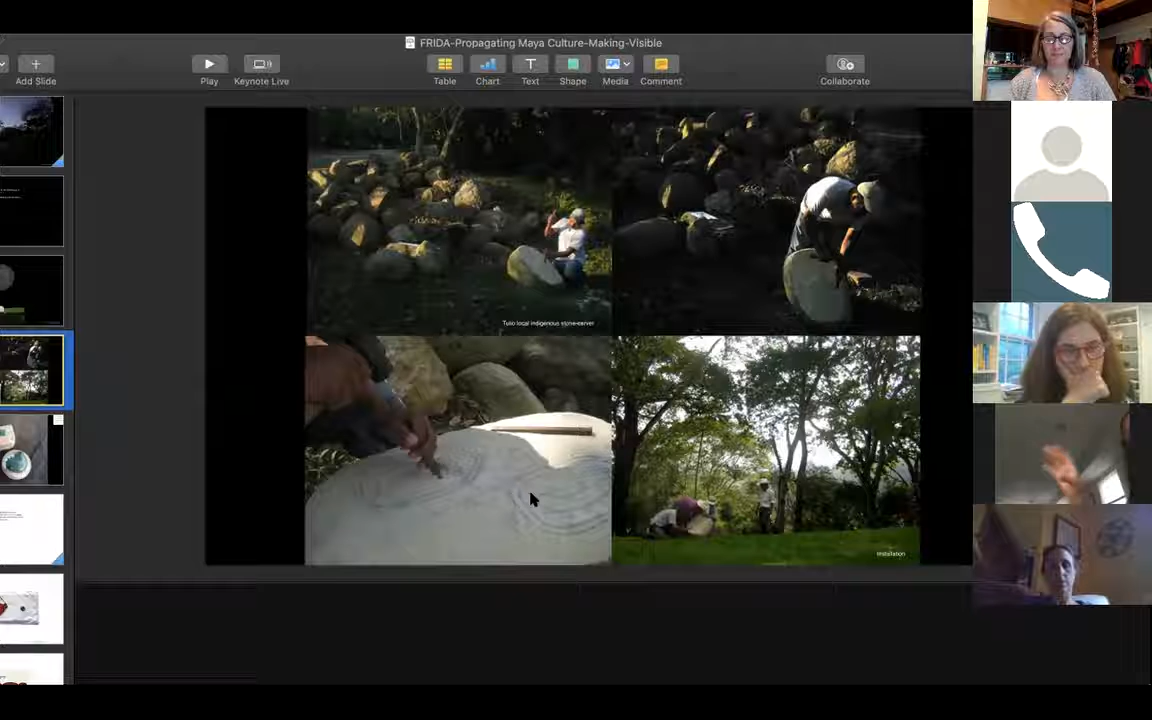 FRIDA-Propagating Maya Culture-Making-Visible
Add Slide
Play
Keynote Live
Table
Chart
Text
Shape
Media
Comment
Collaborate
Tulio local indigenous stone-carver
Installation